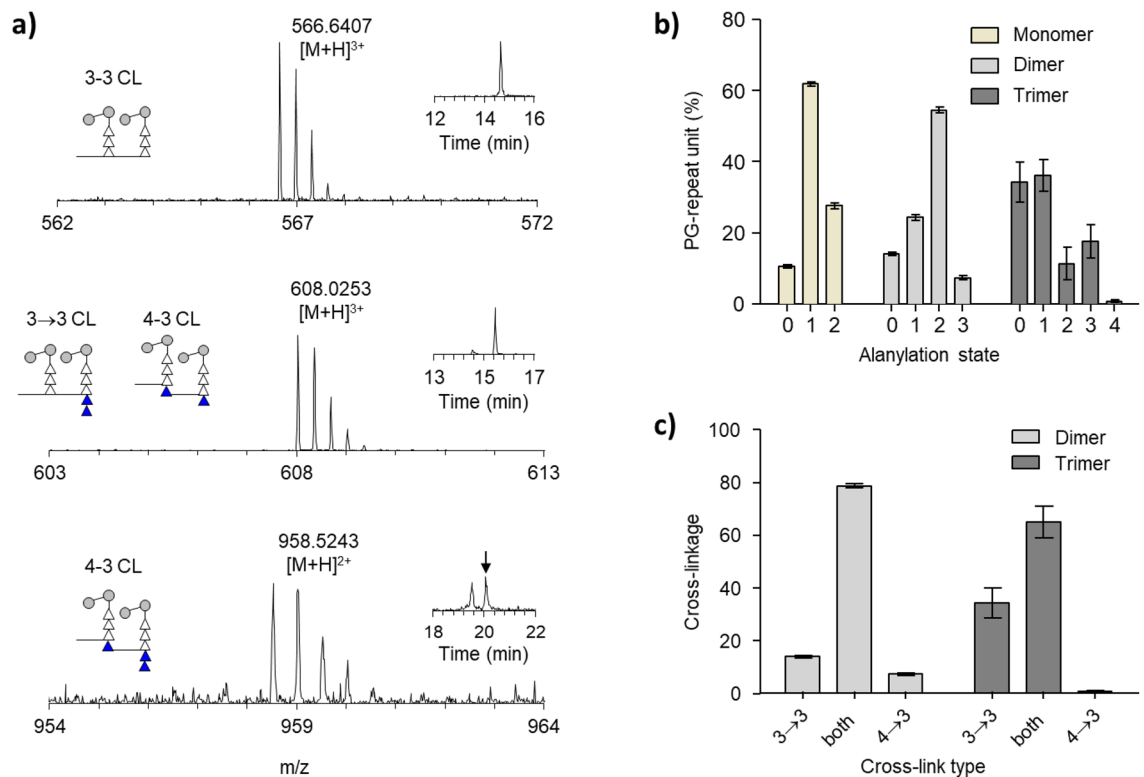 a)
566.6407
[M+H]3+
3-3 CL
12 14 16
Time (min)
562 567 572
608.0253
[M+H]3+
3→3 CL 4-3 CL
13 15 17
Time (min)
603 608 613
958.5243
[M+H]2+
4-3 CL
18 20 22
Time (min)
954 959 964
m/z
b)
PG-repeat unit (%)
80
60
40
20
0
Monomer
Dimer
Trimer
0 1 2 0 1 2 3 0 1 2 3 4
Alanylation state
c)
Cross-linkage
100
80
60
40
20
0
Dimer
Trimer
3→3 both 4→3 3→3 both 4→3
Cross-link type